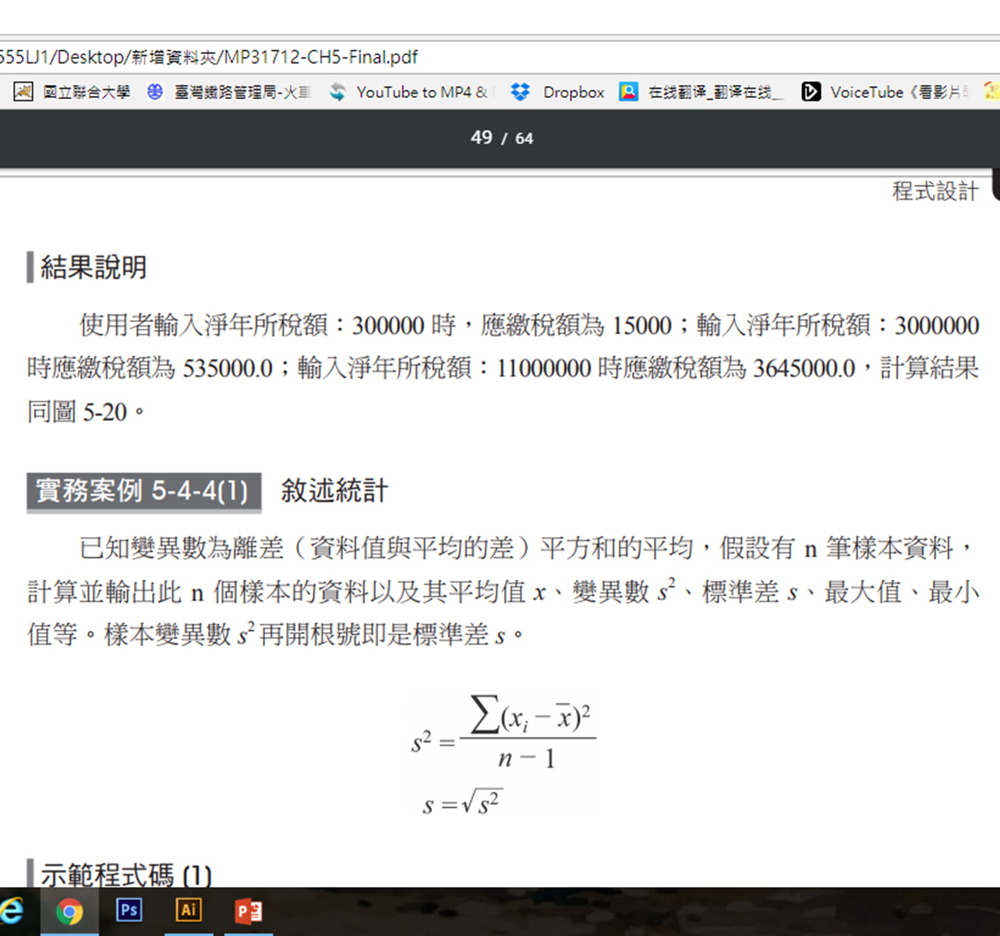 555LJ1/Desktop/新增資料夾/MP31712-CH5-Final.pdf
國立聯合大學 臺灣鐵路管理局-火車 YouTube to MP4 & Dropbox 在线翻译_翻译在线_ VoiceTube《看影片
49 / 64
程式設計
結果說明
使用者輸入淨年所稅額：300000 時，應繳稅額為 15000；輸入淨年所稅額：3000000
時應繳稅額為 535000.0；輸入淨年所稅額：11000000 時應繳稅額為 3645000.0，計算結果
同圖 5-20。
實務案例 5-4-4(1) 敘述統計
已知變異數為離差（資料值與平均的差）平方和的平均，假設有 n 筆樣本資料，
計算並輸出此 n 個樣本的資料以及其平均值 x、變異數 s²、標準差 s、最大值、最小
值等。樣本變異數 s² 再開根號即是標準差 s。
s² = ∑(xᵢ − x̅)² / n − 1
s = √s²
示範程式碼 (1)
Ps Ai P